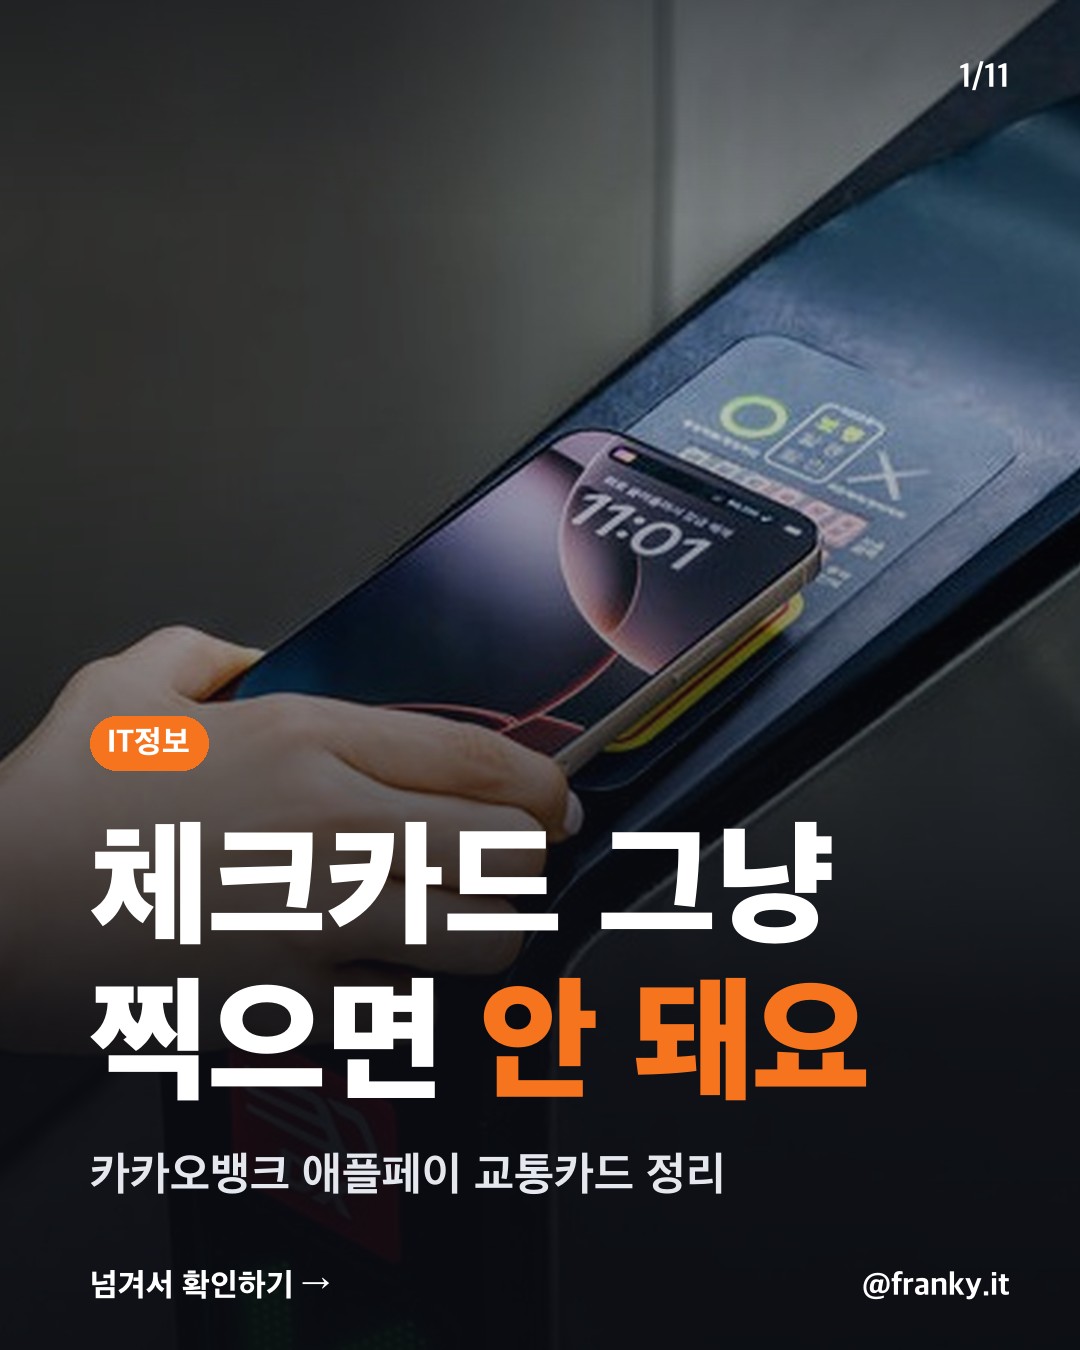 1/11
11:01
IT정보
체크카드 그냥
찍으면 안 돼요
카카오뱅크 애플페이 교통카드 정리
넘겨서 확인하기 →
@franky.it